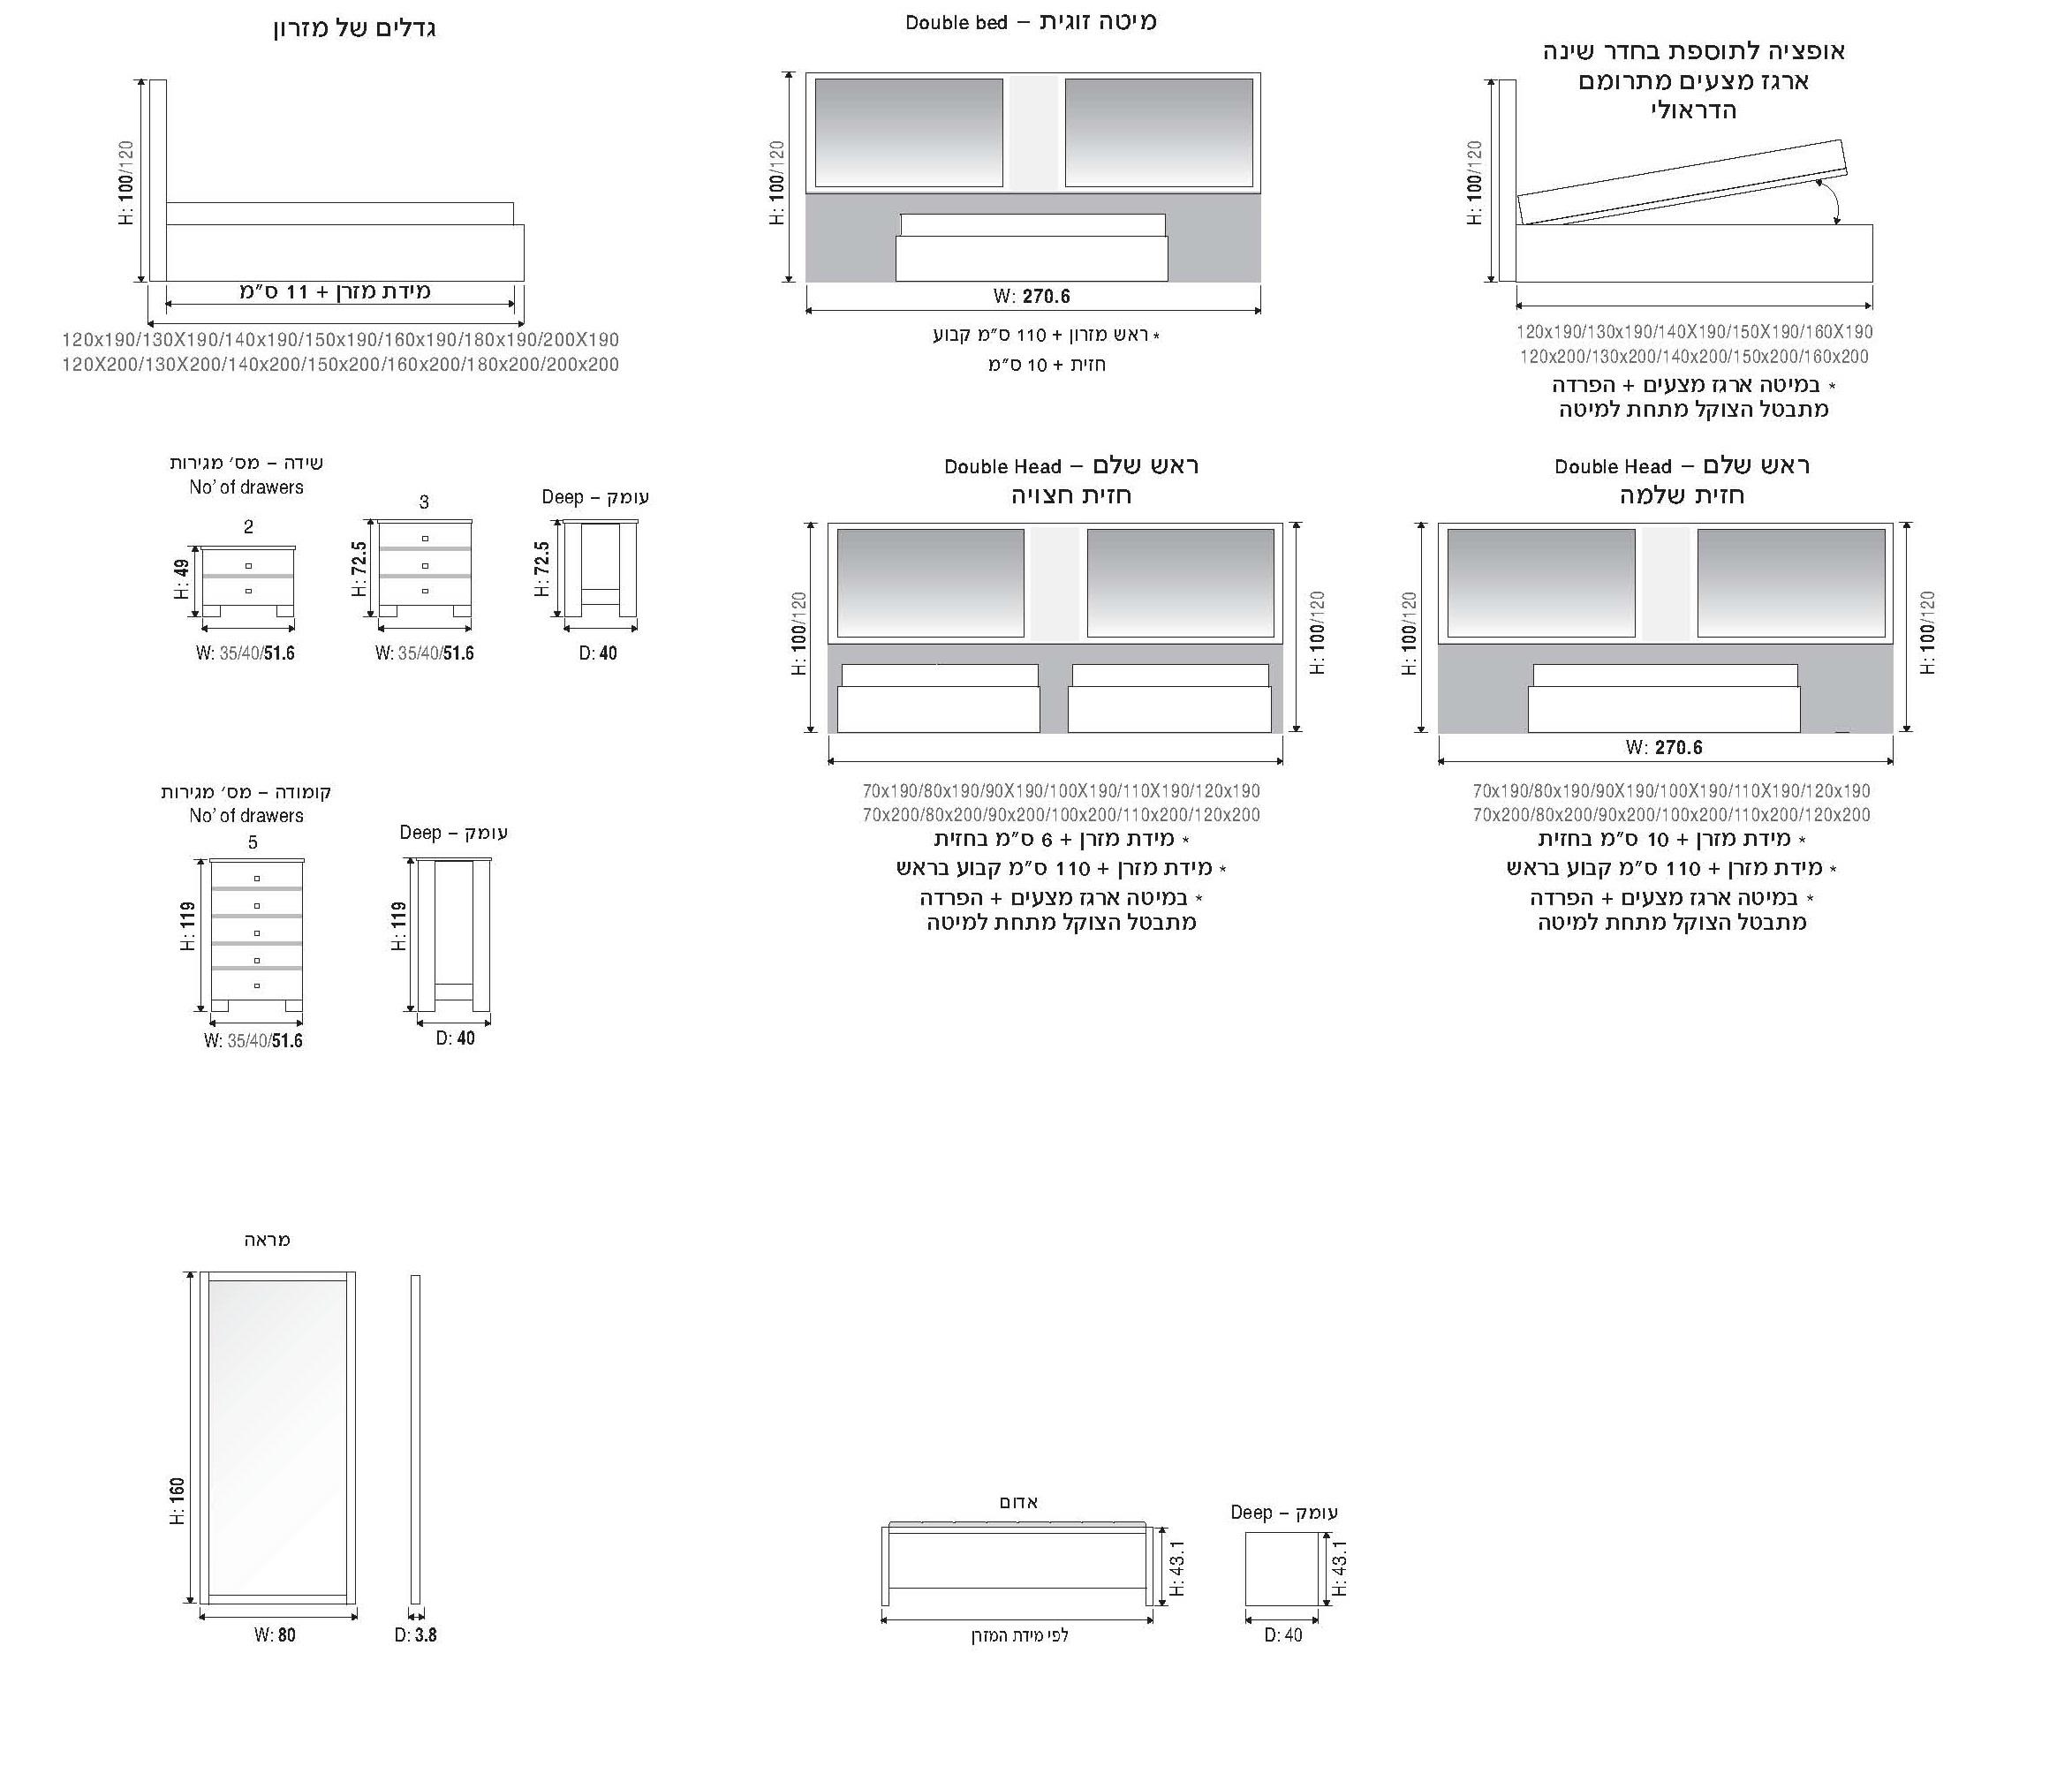 גדלים של מזרון
H: 100/120
מידת מזרן + 11 ס״מ
120x190/130X190/140x190/150x190/160x190/180x190/200X190
120X200/130X200/140x200/150x200/160x200/180x200/200x200
מיטה זוגית – Double bed
H: 100/120
W: 270.6
* ראש מזרון + 110 ס״מ קבוע
חזית + 10 ס״מ
אופציה לתוספת בחדר שינה
ארגז מצעים מתרומם
הדראולי
H: 100/120
120x190/130x190/140X190/150X190/160X190
120x200/130x200/140x200/150x200/160x200
* במיטה ארגז מצעים + הפרדה
מתבטל הצוקל מתחת למיטה
שידה – מס׳ מגירות
No’ of drawers
2
H: 49
W: 35/40/51.6
3
H: 72.5
W: 35/40/51.6
עומק – Deep
H: 72.5
D: 40
ראש שלם – Double Head
חזית חצויה
H: 100/120
H: 100/120
70x190/80x190/90X190/100X190/110X190/120x190
70x200/80x200/90x200/100x200/110x200/120x200
* מידת מזרן + 6 ס״מ בחזית
* מידת מזרן + 110 ס״מ קבוע בראש
* במיטה ארגז מצעים + הפרדה
מתבטל הצוקל מתחת למיטה
ראש שלם – Double Head
חזית שלמה
H: 100/120
H: 100/120
W: 270.6
70x190/80x190/90X190/100X190/110X190/120x190
70x200/80x200/90x200/100x200/110x200/120x200
* מידת מזרן + 10 ס״מ בחזית
* מידת מזרן + 110 ס״מ קבוע בראש
* במיטה ארגז מצעים + הפרדה
מתבטל הצוקל מתחת למיטה
קומודה – מס׳ מגירות
No’ of drawers
5
H: 119
W: 35/40/51.6
עומק – Deep
H: 119
D: 40
מראה
H: 160
W: 80
D: 3.8
אדום
H: 43.1
לפי מידת המזרן
עומק – Deep
H: 43.1
D: 40